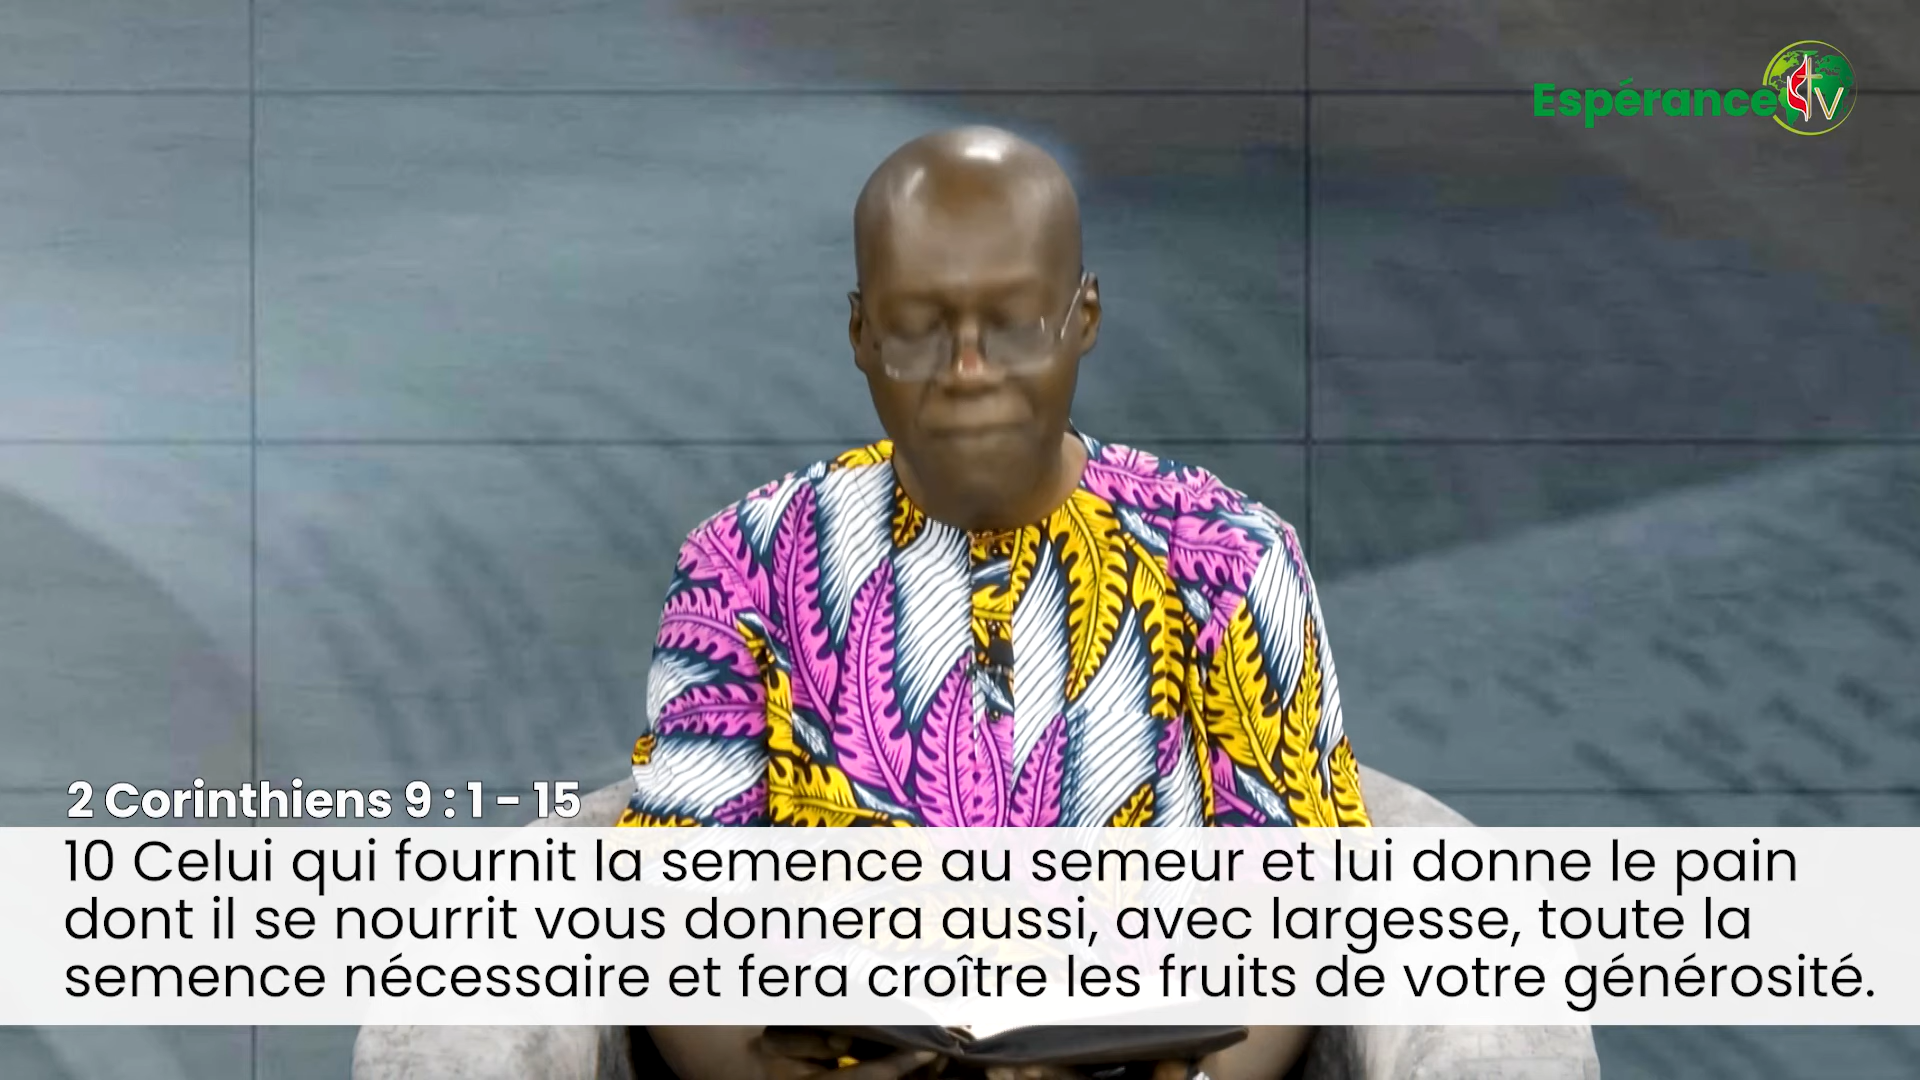 Espérance TV
2 Corinthiens 9 : 1 - 15
10 Celui qui fournit la semence au semeur et lui donne le pain
dont il se nourrit vous donnera aussi, avec largesse, toute la
semence nécessaire et fera croître les fruits de votre générosité.